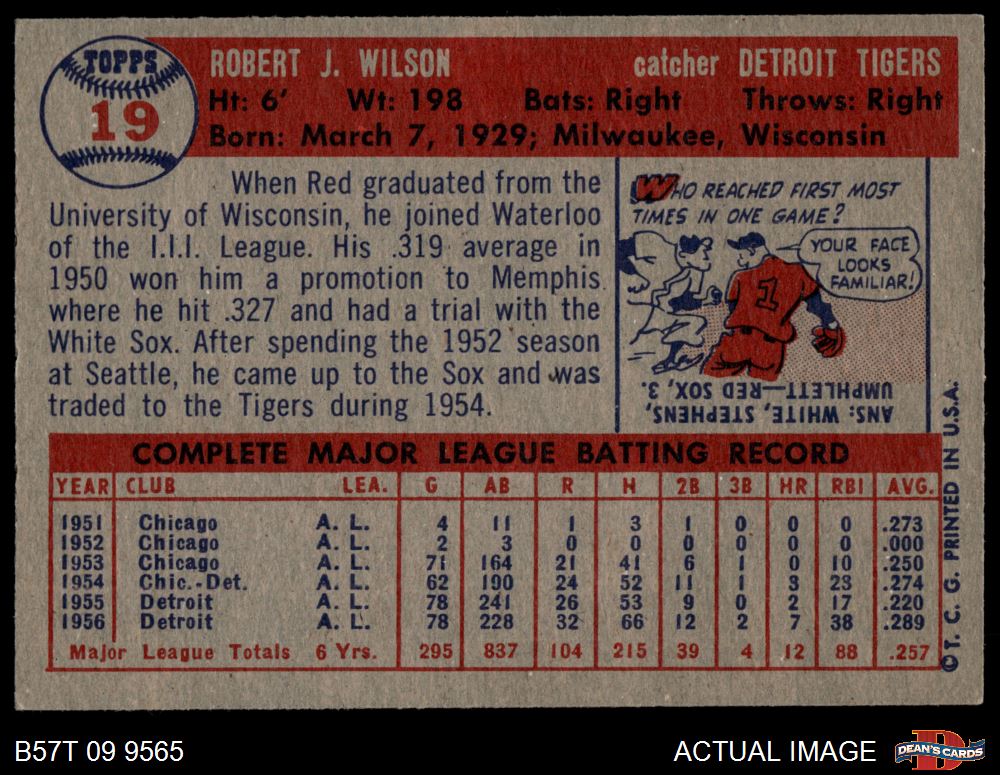 TOPPS
19
ROBERT J. WILSON catcher DETROIT TIGERS
Ht: 6' Wt: 198 Bats: Right Throws: Right
Born: March 7, 1929; Milwaukee, Wisconsin
When Red graduated from the
University of Wisconsin, he joined Waterloo
of the I.I.I. League. His .319 average in
1950 won him a promotion to Memphis
where he hit .327 and had a trial with the
White Sox. After spending the 1952 season
at Seattle, he came up to the Sox and was
traded to the Tigers during 1954.
WHO REACHED FIRST MOST
TIMES IN ONE GAME?
YOUR FACE
LOOKS
FAMILIAR!
1
ANS: WHITE, STEPHENS,
UMPHLETT—RED SOX, 3.
COMPLETE MAJOR LEAGUE BATTING RECORD
YEAR CLUB LEA. G AB R H 2B 3B HR RBI AVG.
1951 Chicago A. L. 4 11 1 3 1 0 0 0 .273
1952 Chicago A. L. 2 3 0 0 0 0 0 0 .000
1953 Chicago A. L. 71 164 21 41 6 1 0 10 .250
1954 Chic.-Det. A. L. 62 190 24 52 11 1 3 23 .274
1955 Detroit A. L. 78 241 26 53 9 0 2 17 .220
1956 Detroit A. L. 78 228 32 66 12 2 7 38 .289
Major League Totals 6 Yrs. 295 837 104 215 39 4 12 88 .257
© T. C. G. PRINTED IN U.S.A.
B57T 09 9565 ACTUAL IMAGE
DEAN'S CARDS